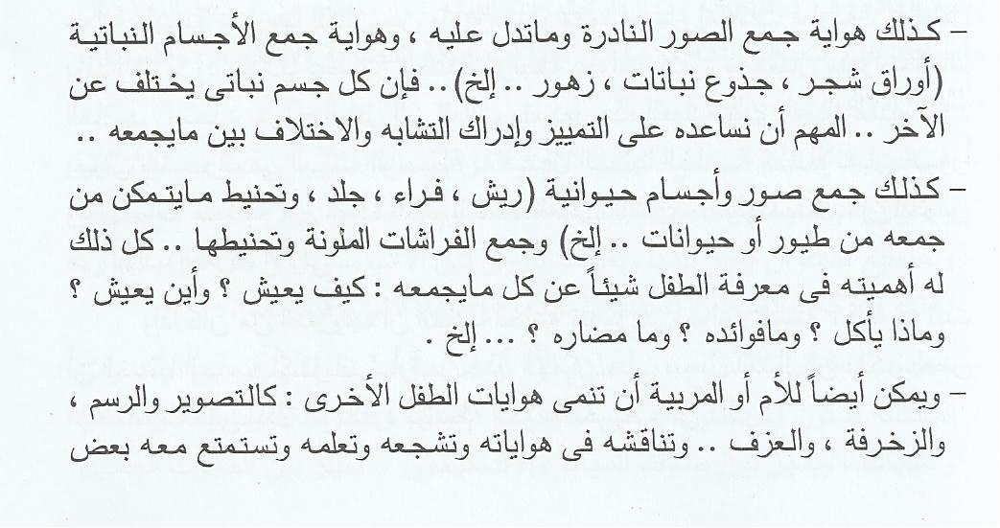 – كذلك هواية جمع الصور النادرة وماتدل عليه ، وهواية جمع الأجسام النباتية
(أوراق شجر ، جذوع نباتات ، زهور .. إلخ) .. فإن كل جسم نباتى يختلف عن
الآخر .. المهم أن نساعده على التمييز وإدراك التشابه والاختلاف بين مايجمعه ..
– كذلك جمع صور وأجسام حيوانية (ريش ، فراء ، جلد ، وتحنيط مايتمكن من
جمعه من طيور أو حيوانات .. إلخ) وجمع الفراشات الملونة وتحنيطها .. كل ذلك
له أهميته فى معرفة الطفل شيئاً عن كل مايجمعه : كيف يعيش ؟ وأين يعيش ؟
وماذا يأكل ؟ ومافوائده ؟ وما مضاره ؟ ... إلخ .
– ويمكن أيضاً للأم أو المربية أن تنمى هوايات الطفل الأخرى : كالتصوير والرسم ،
والزخرفة ، والعزف .. وتناقشه فى هواياته وتشجعه وتعلمه وتستمتع معه بعض